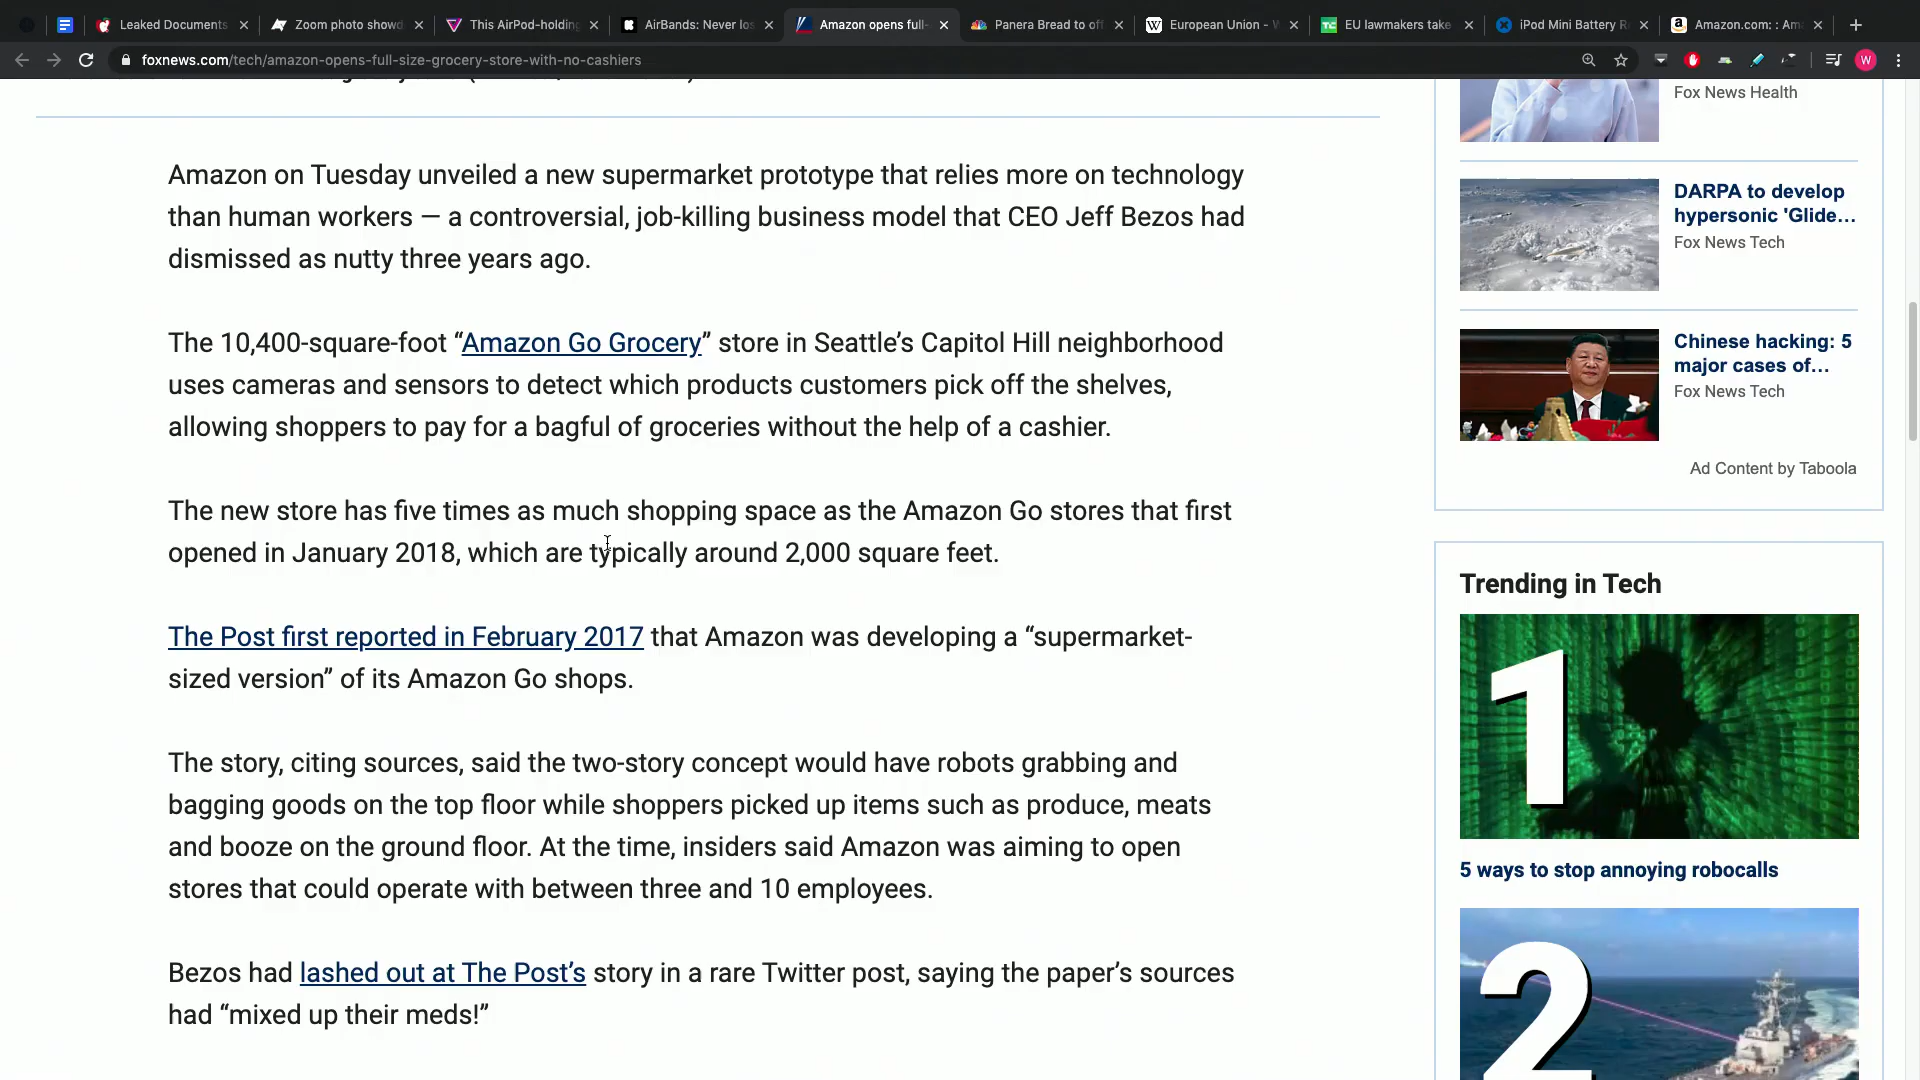 Leaked Documents
Zoom photo showd
This AirPod-holding
AirBands: Never los
Amazon opens full-
Panera Bread to off
European Union - W
EU lawmakers take
iPod Mini Battery R
Amazon.com: : Am
foxnews.com/tech/amazon-opens-full-size-grocery-store-with-no-cashiers
W
Amazon on Tuesday unveiled a new supermarket prototype that relies more on technology
than human workers — a controversial, job-killing business model that CEO Jeff Bezos had
dismissed as nutty three years ago.
The 10,400-square-foot “Amazon Go Grocery” store in Seattle’s Capitol Hill neighborhood
uses cameras and sensors to detect which products customers pick off the shelves,
allowing shoppers to pay for a bagful of groceries without the help of a cashier.
The new store has five times as much shopping space as the Amazon Go stores that first
opened in January 2018, which are typically around 2,000 square feet.
The Post first reported in February 2017 that Amazon was developing a “supermarket-
sized version” of its Amazon Go shops.
The story, citing sources, said the two-story concept would have robots grabbing and
bagging goods on the top floor while shoppers picked up items such as produce, meats
and booze on the ground floor. At the time, insiders said Amazon was aiming to open
stores that could operate with between three and 10 employees.
Bezos had lashed out at The Post’s story in a rare Twitter post, saying the paper’s sources
had “mixed up their meds!”
Fox News Health
DARPA to develop
hypersonic 'Glide...
Fox News Tech
Chinese hacking: 5
major cases of...
Fox News Tech
Ad Content by Taboola
Trending in Tech
1
5 ways to stop annoying robocalls
2